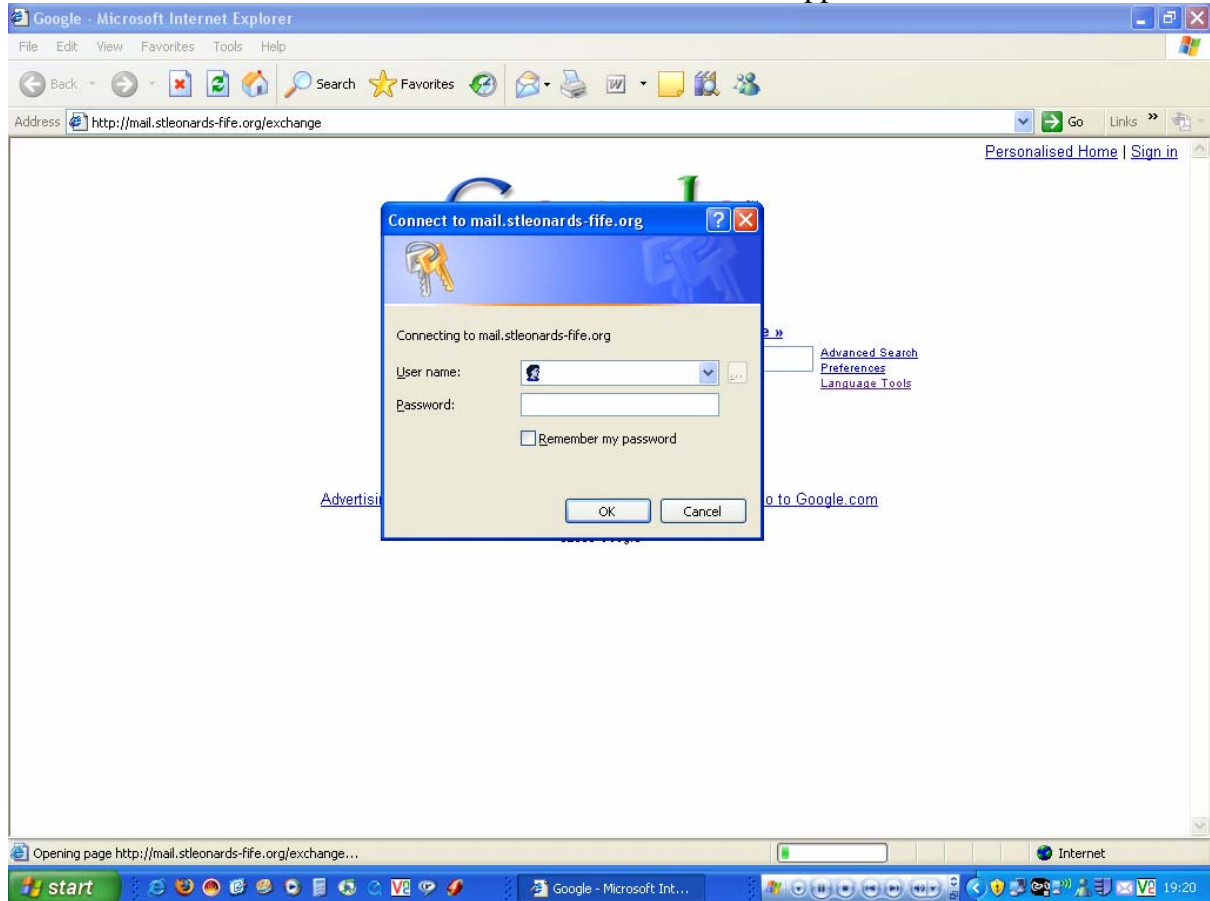 Google - Microsoft Internet Explorer
File Edit View Favorites Tools Help
Back Search Favorites
Address http://mail.stleonards-fife.org/exchange Go Links »
Personalised Home | Sign in
Connect to mail.stleonards-fife.org
Connecting to mail.stleonards-fife.org
User name:
Password:
Remember my password
OK Cancel
Advanced Search
Preferences
Language Tools
o to Google.com
Opening page http://mail.stleonards-fife.org/exchange...
Internet
start Google - Microsoft Int... 19:20